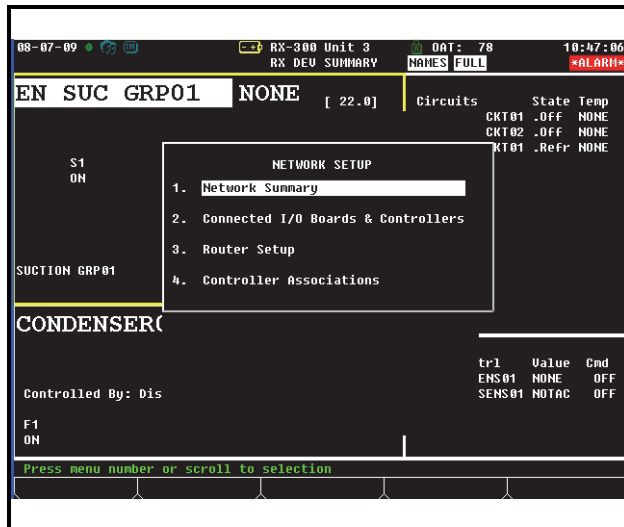 08-07-09 RX-300 Unit 3 OAT: 78 10:47:06
RX DEV SUMMARY NAMES FULL *ALARM*
EN SUC GRP01 NONE [ 22.0] Circuits State Temp
CKT01 .Off NONE
CKT02 .Off NONE
KT01 .Refr NONE
S1
ON
NETWORK SETUP
1. Network Summary
2. Connected I/O Boards & Controllers
3. Router Setup
4. Controller Associations
SUCTION GRP01
CONDENSER(
trl Value Cmd
ENS01 NONE OFF
SENS01 NOTAC OFF
Controlled By: Dis
F1
ON
Press menu number or scroll to selection